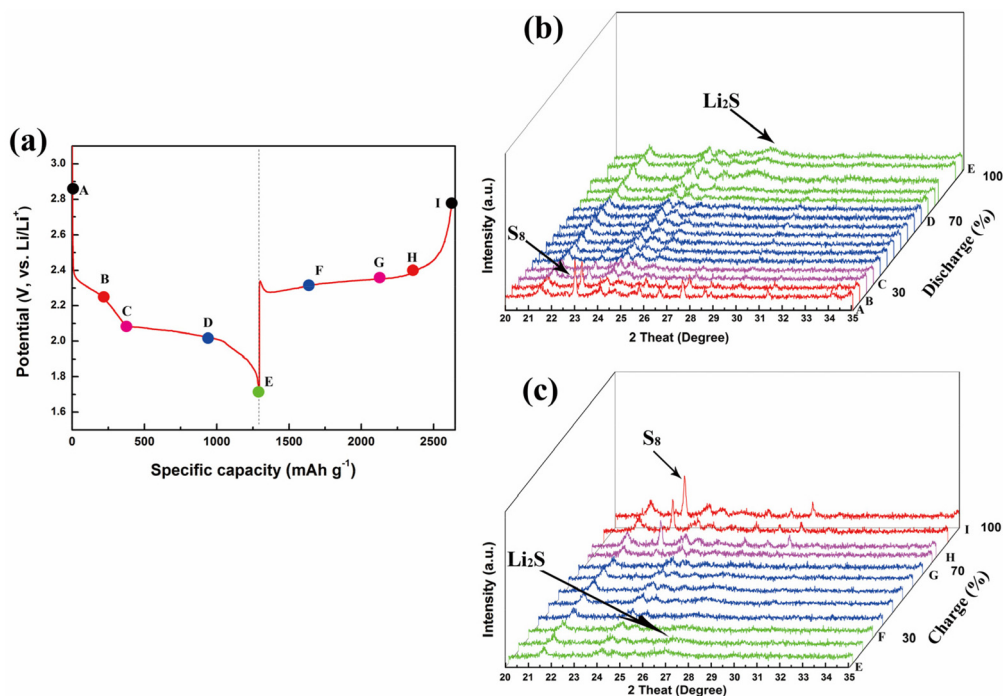 (a)
Potential (V, vs. Li/Li⁺)
3.0
2.8
2.6
2.4
2.2
2.0
1.8
1.6
A
B
C
D
E
F
G
H
I
0 500 1000 1500 2000 2500
Specific capacity (mAh g⁻¹)
(b)
Li₂S
S₈
Intensity (a.u.)
20 21 22 23 24 25 26 27 28 29 30 31 32 33 34 35
2 Theat (Degree)
A
B
C
D
E
30
70
100
Discharge (%)
(c)
S₈
Li₂S
Intensity (a.u.)
20 21 22 23 24 25 26 27 28 29 30 31 32 33 34 35
2 Theat (Degree)
E
F
G
H
I
30
70
100
Charge (%)